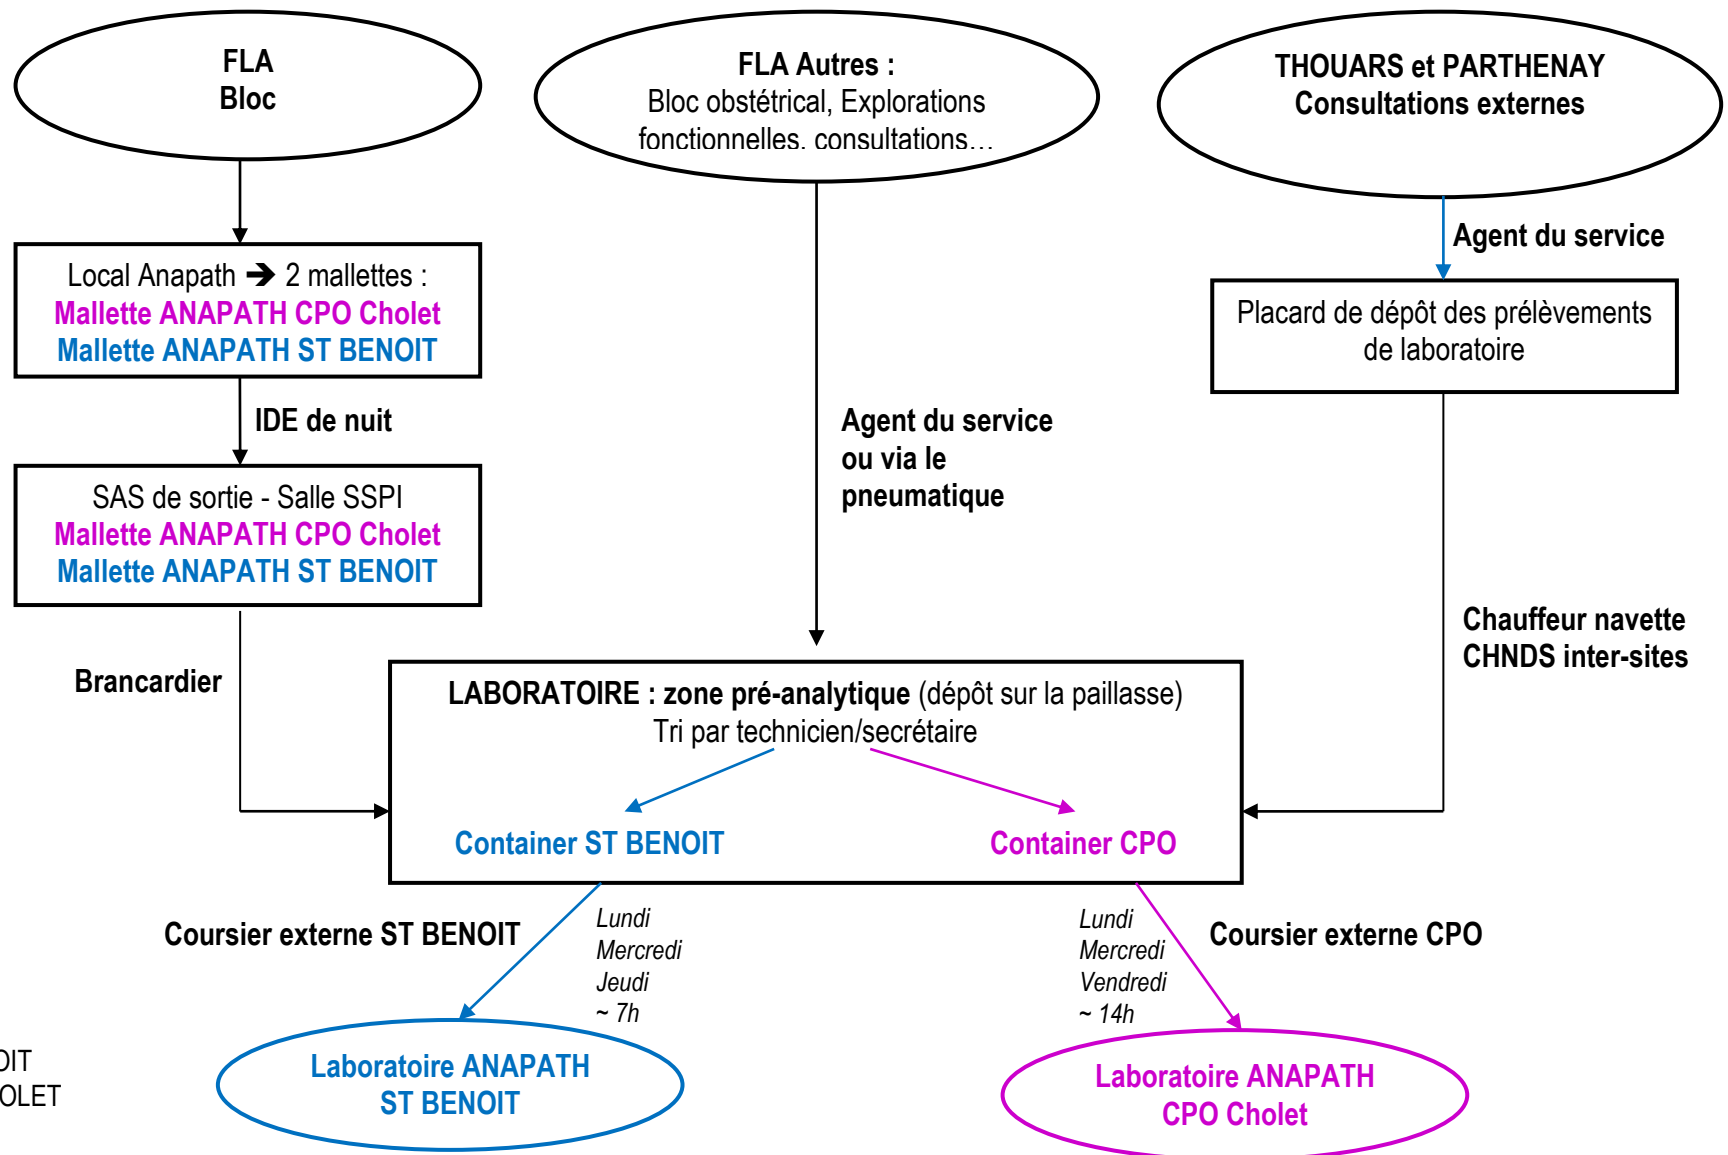 FLA
Bloc
FLA Autres :
Bloc obstétrical, Explorations
fonctionnelles, consultations…
THOUARS et PARTHENAY
Consultations externes
Agent du service
Local Anapath ➔ 2 mallettes :
Mallette ANAPATH CPO Cholet
Mallette ANAPATH ST BENOIT
Placard de dépôt des prélèvements
de laboratoire
IDE de nuit
Agent du service
ou via le
pneumatique
SAS de sortie - Salle SSPI
Mallette ANAPATH CPO Cholet
Mallette ANAPATH ST BENOIT
Chauffeur navette
CHNDS inter-sites
Brancardier
LABORATOIRE : zone pré-analytique (dépôt sur la paillasse)
Tri par technicien/secrétaire
Container ST BENOIT
Container CPO
Coursier externe ST BENOIT
Lundi
Mercredi
Jeudi
~ 7h
Lundi
Mercredi
Vendredi
~ 14h
Coursier externe CPO
OIT
OLET
Laboratoire ANAPATH
ST BENOIT
Laboratoire ANAPATH
CPO Cholet